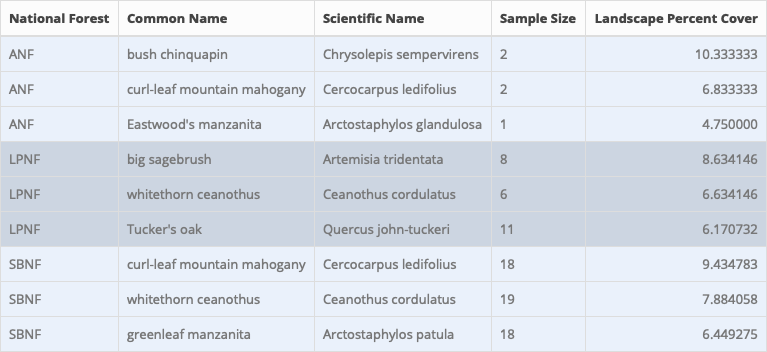 National Forest Common Name Scientific Name Sample Size Landscape Percent Cover
ANF bush chinquapin Chrysolepis sempervirens 2 10.333333
ANF curl-leaf mountain mahogany Cercocarpus ledifolius 2 6.833333
ANF Eastwood's manzanita Arctostaphylos glandulosa 1 4.750000
LPNF big sagebrush Artemisia tridentata 8 8.634146
LPNF whitethorn ceanothus Ceanothus cordulatus 6 6.634146
LPNF Tucker's oak Quercus john-tuckeri 11 6.170732
SBNF curl-leaf mountain mahogany Cercocarpus ledifolius 18 9.434783
SBNF whitethorn ceanothus Ceanothus cordulatus 19 7.884058
SBNF greenleaf manzanita Arctostaphylos patula 18 6.449275